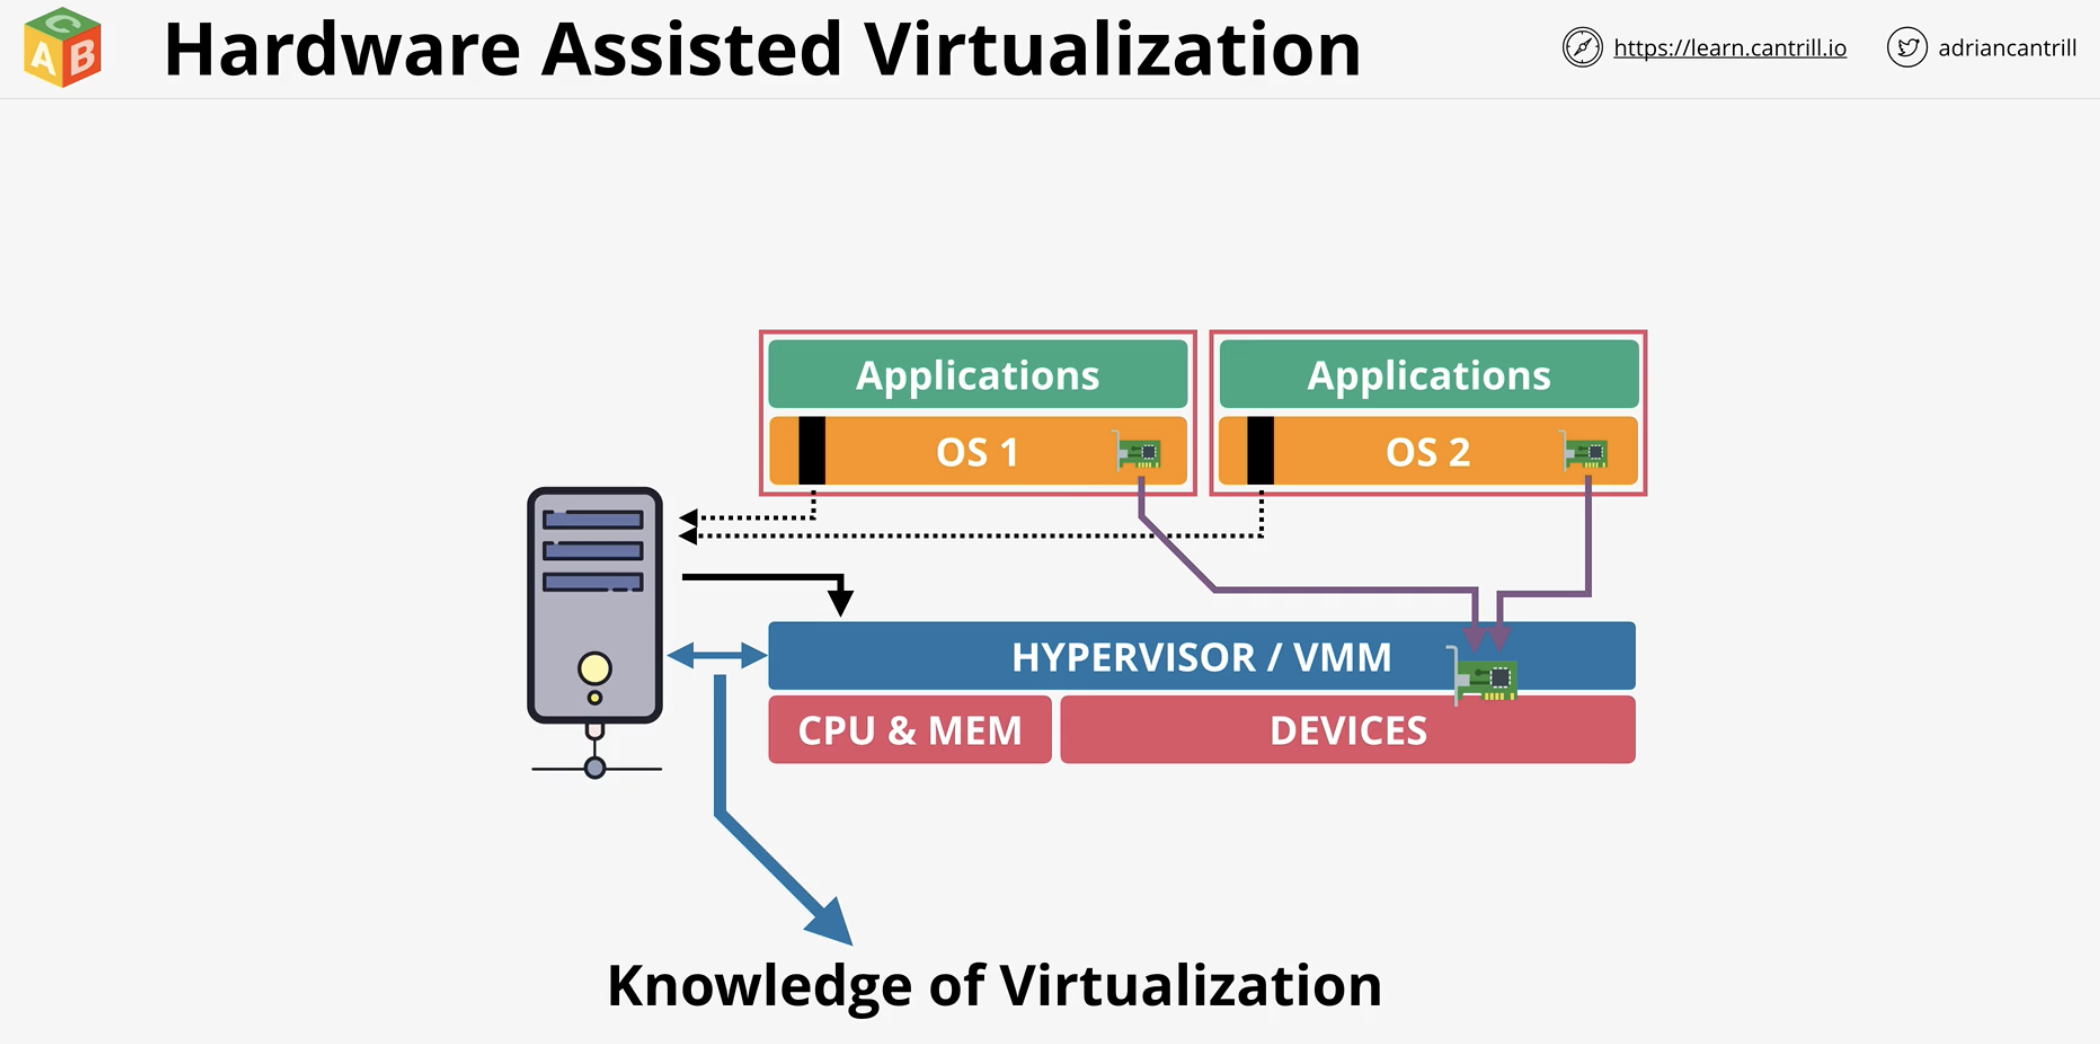 C
A B
Hardware Assisted Virtualization
https://learn.cantrill.io
adriancantrill
Applications
Applications
OS 1
OS 2
HYPERVISOR / VMM
CPU & MEM
DEVICES
Knowledge of Virtualization